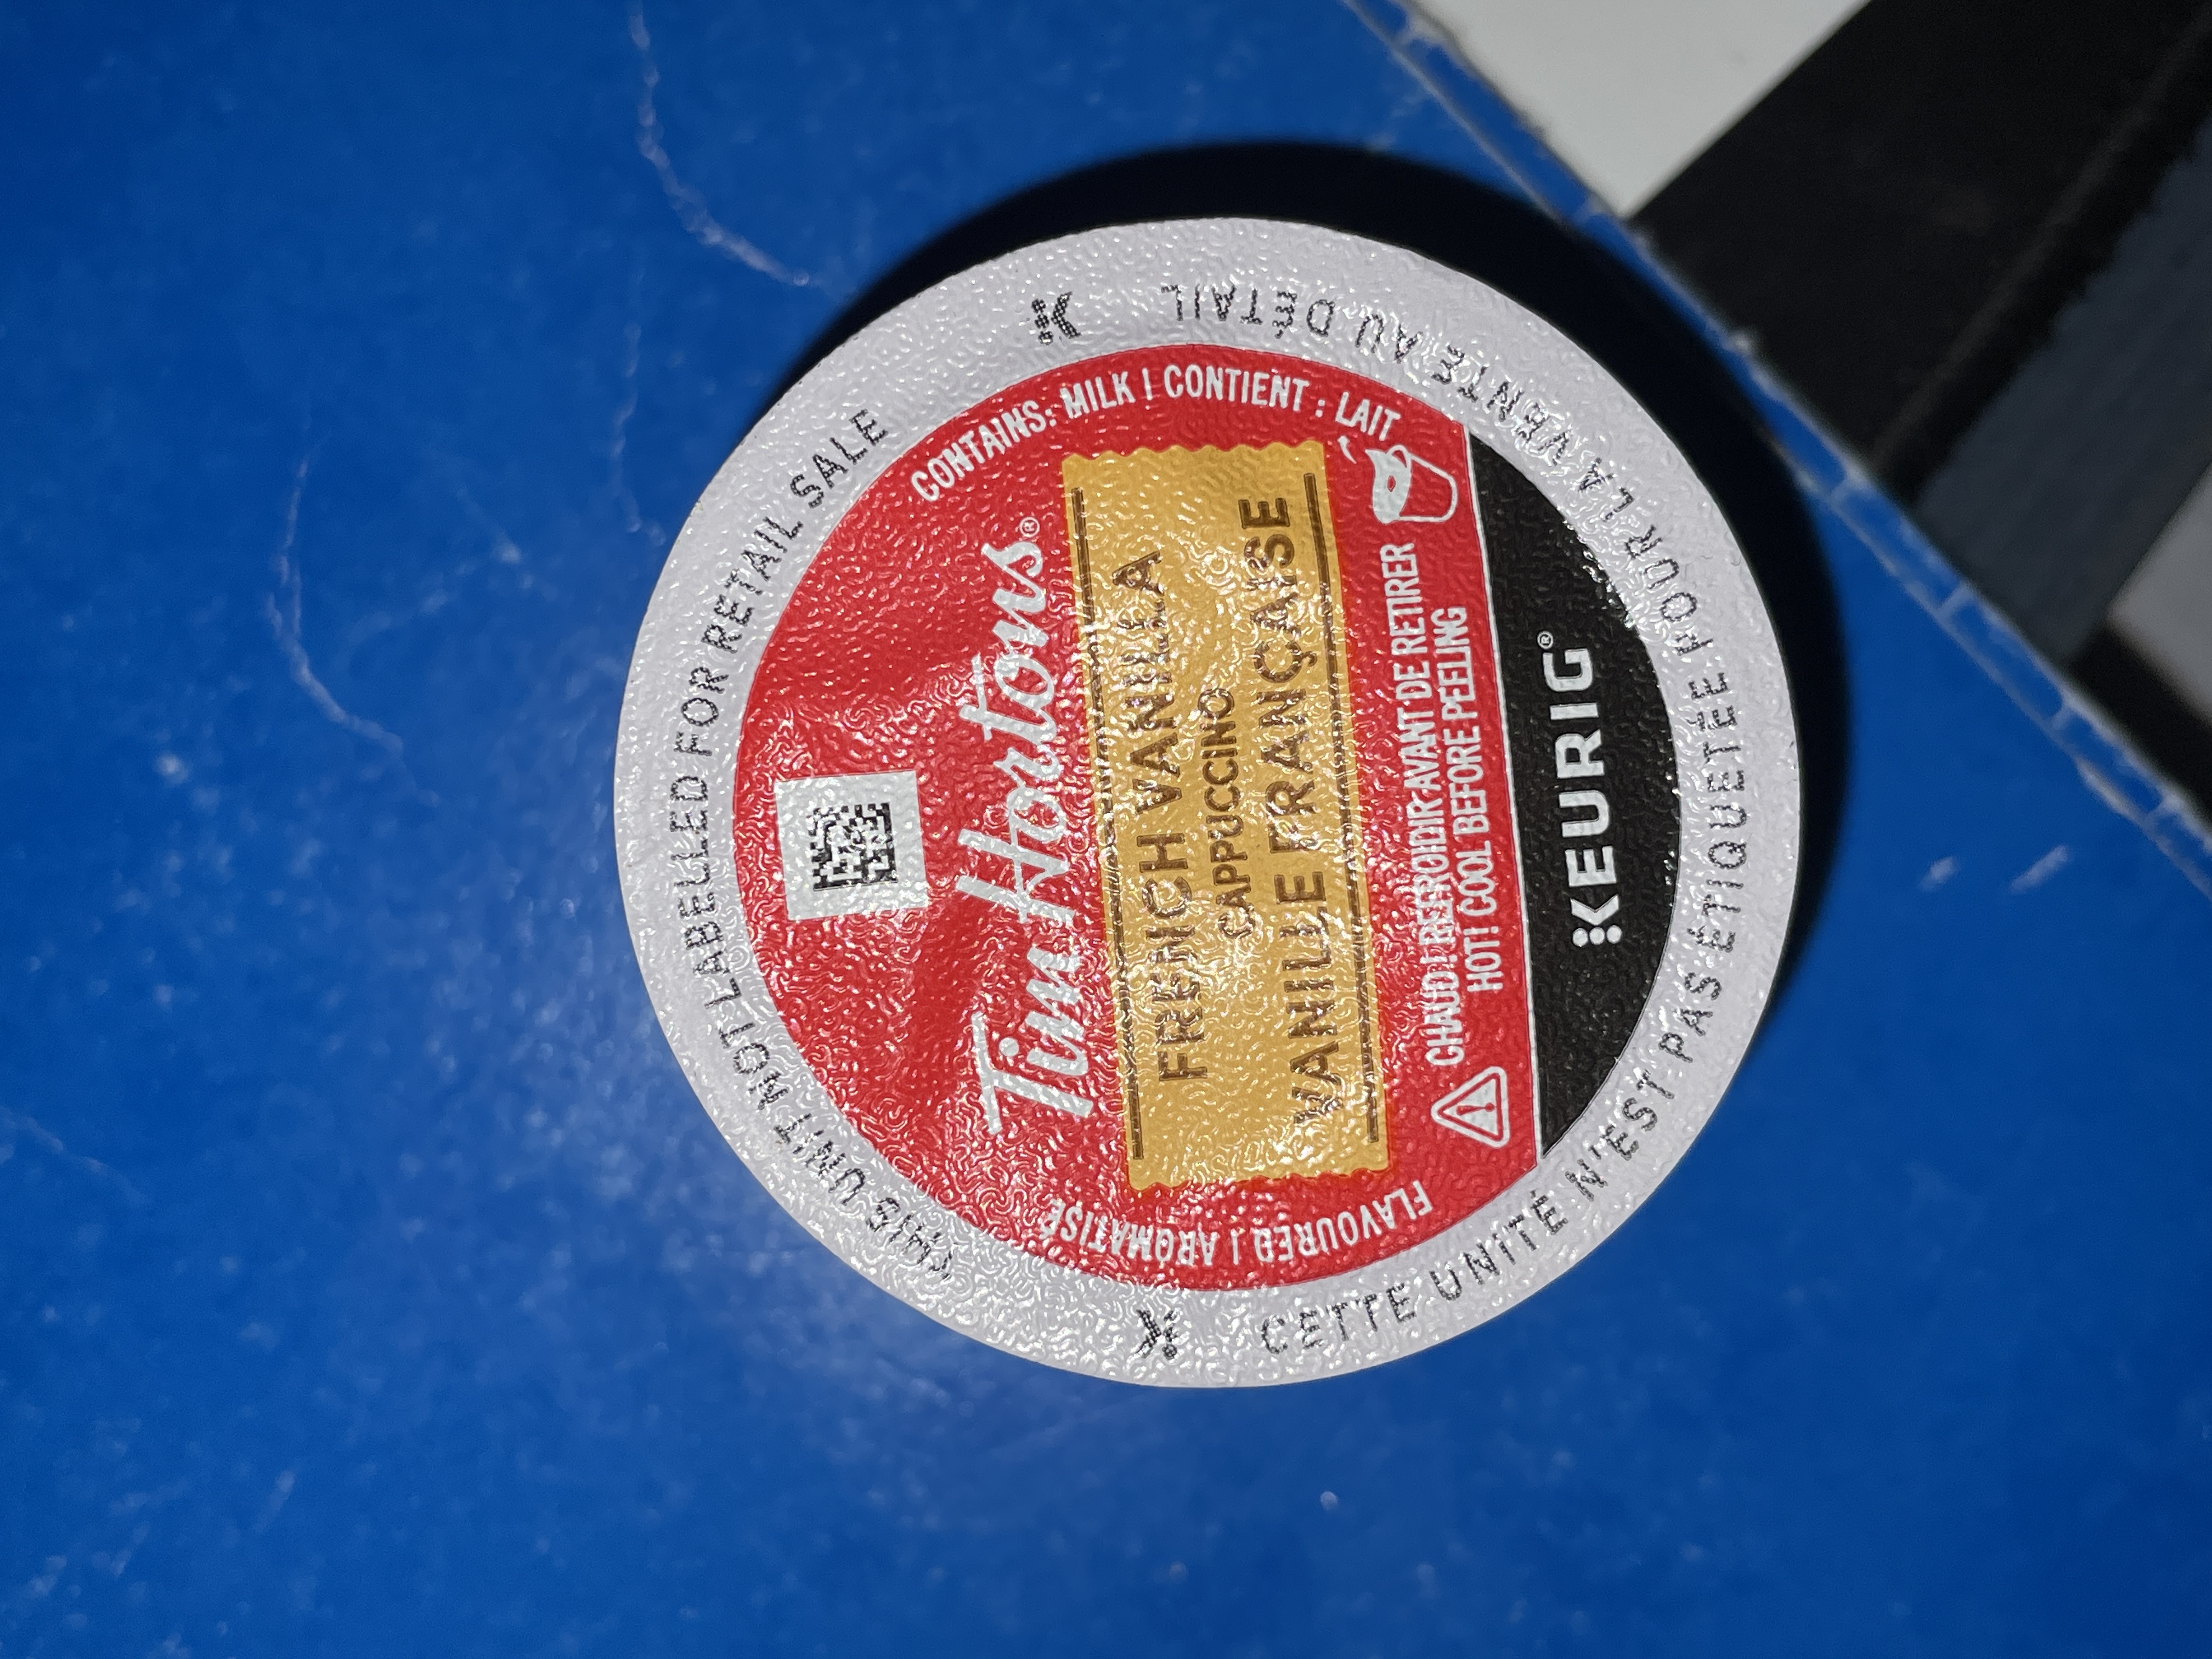 THIS UNIT NOT LABELLED FOR RETAIL SALE
CONTAINS: MILK | CONTIENT : LAIT
Tim Hortons®
FRENCH VANILLA
CAPPUCCINO
VANILLE FRANÇAISE
CHAUD ! REFROIDIR AVANT DE RETIRER
HOT! COOL BEFORE PEELING
FLAVOURED | AROMATISÉ
KEURIG®
CETTE UNITÉ N'EST PAS ÉTIQUETÉE POUR LA VENTE AU DÉTAIL